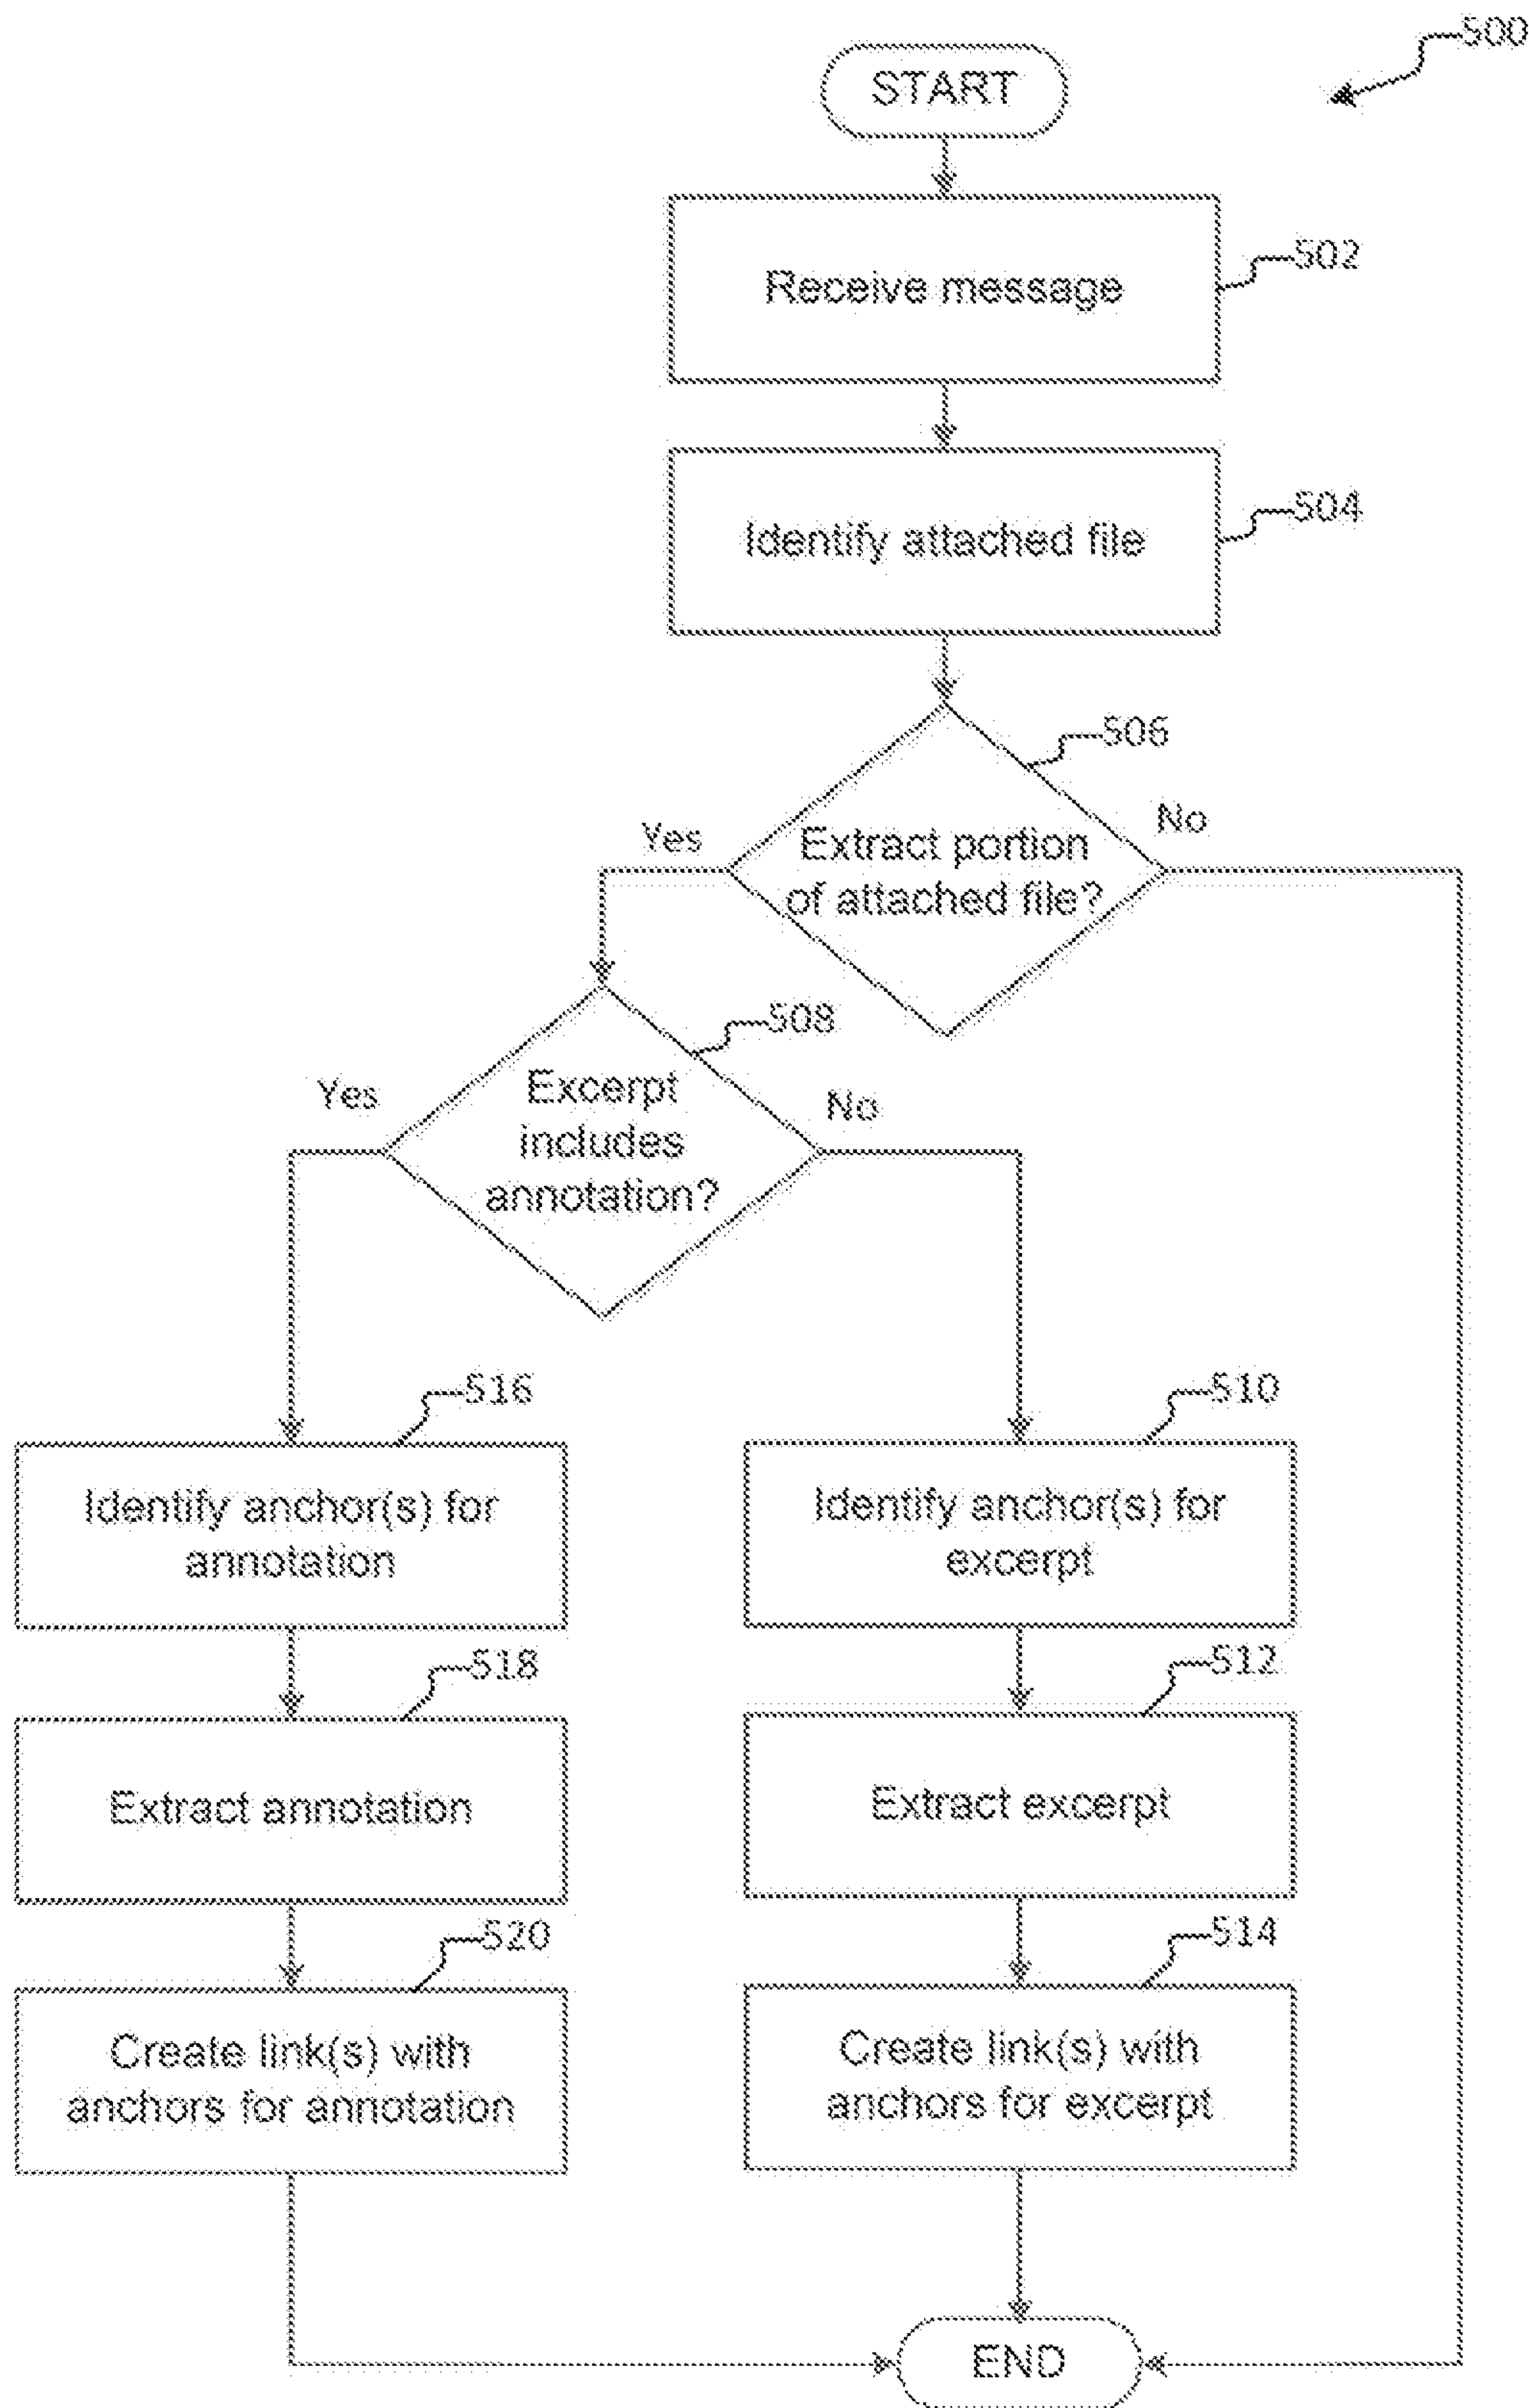 500
START
Receive message
502
Identify attached file
504
506
Yes
No
Extract portion
of attached file?
508
Yes
No
Excerpt
includes
annotation?
516
510
Identify anchor(s) for
annotation
Identify anchor(s) for
excerpt
518
512
Extract annotation
Extract excerpt
520
514
Create link(s) with
anchors for annotation
Create link(s) with
anchors for excerpt
END